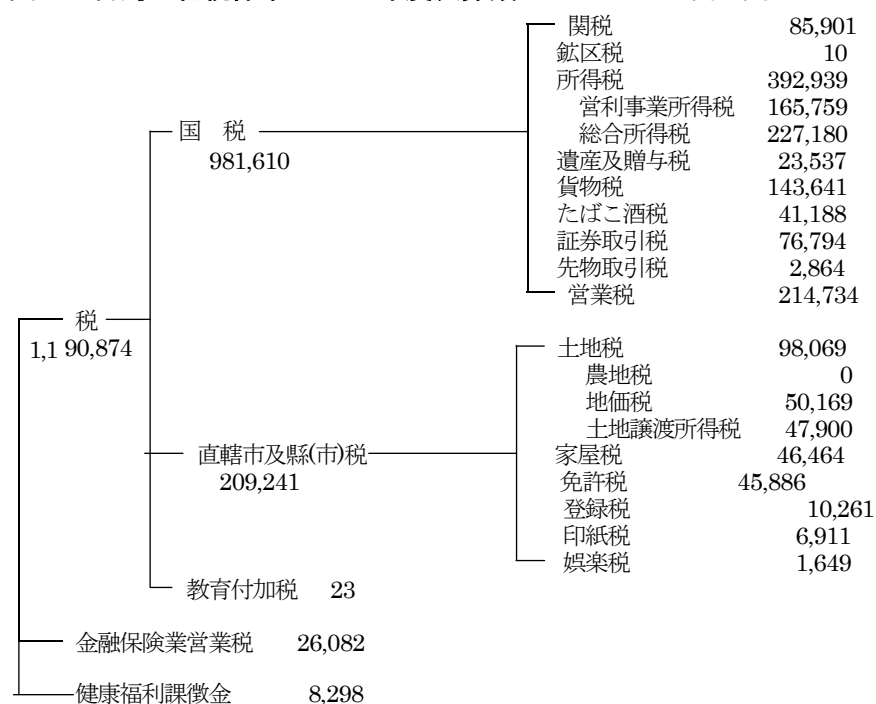 関税 85,901
鉱区税 10
所得税 392,939
営利事業所得税 165,759
総合所得税 227,180
国 税
981,610
遺産及贈与税 23,537
貨物税 143,641
たばこ酒税 41,188
証券取引税 76,794
先物取引税 2,864
営業税 214,734
税
1,1 90,874
土地税 98,069
農地税 0
地価税 50,169
土地譲渡所得税 47,900
直轄市及縣(市)税
209,241
家屋税 46,464
免許税 45,886
登録税 10,261
印紙税 6,911
娯楽税 1,649
教育付加税 23
金融保険業営業税 26,082
健康福利課徴金 8,298